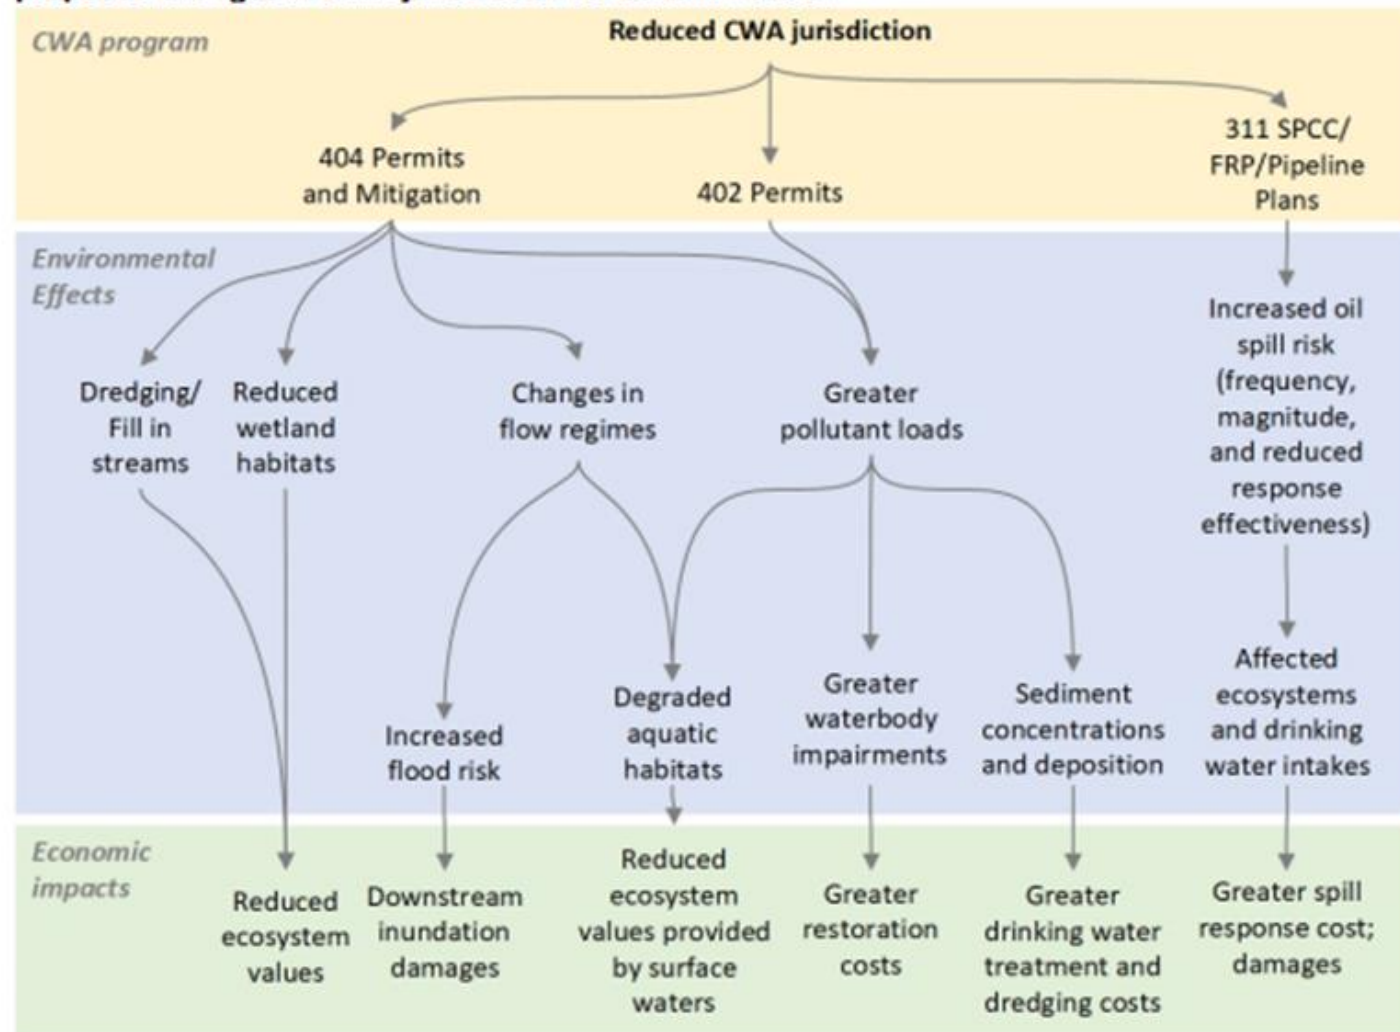 CWA program
Reduced CWA jurisdiction
404 Permits
and Mitigation
402 Permits
311 SPCC/
FRP/Pipeline
Plans
Environmental
Effects
Dredging/
Fill in
streams
Reduced
wetland
habitats
Changes in
flow regimes
Greater
pollutant loads
Increased oil
spill risk
(frequency,
magnitude,
and reduced
response
effectiveness)
Increased
flood risk
Degraded
aquatic
habitats
Greater
waterbody
impairments
Sediment
concentrations
and deposition
Affected
ecosystems
and drinking
water intakes
Economic
impacts
Reduced
ecosystem
values
Downstream
inundation
damages
Reduced
ecosystem
values provided
by surface
waters
Greater
restoration
costs
Greater
drinking water
treatment and
dredging costs
Greater spill
response cost;
damages